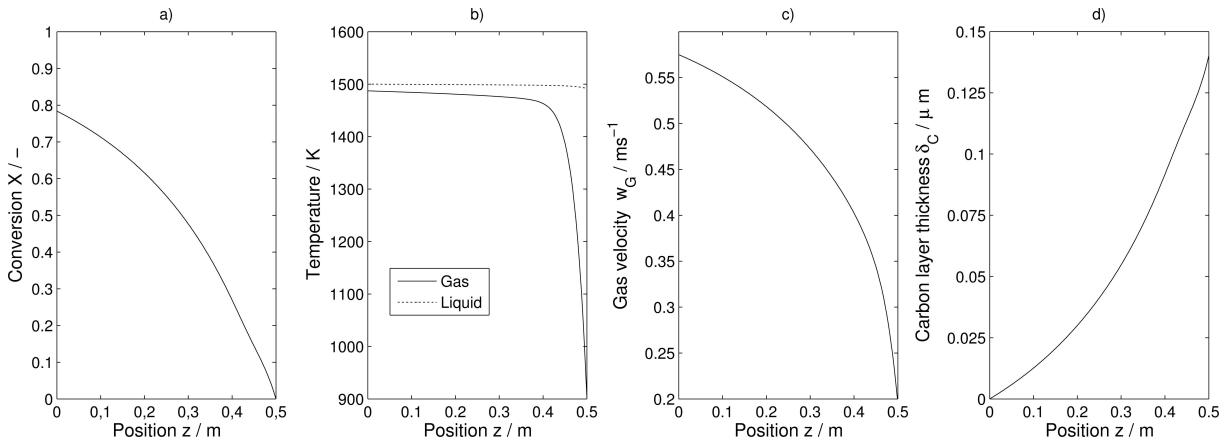 a)
Conversion X / –
1
0.9
0.8
0.7
0.6
0.5
0.4
0.3
0.2
0.1
0
0 0,1 0,2 0,3 0,4 0,5
Position z / m
b)
Temperature / K
1600
1500
1400
1300
1200
1100
1000
900
Gas
Liquid
0 0.1 0.2 0.3 0.4 0.5
Position z / m
c)
Gas velocity w_G / ms⁻¹
0.55
0.5
0.45
0.4
0.35
0.3
0.25
0.2
0 0.1 0.2 0.3 0.4 0.5
Position z / m
d)
Carbon layer thickness δ_C / μ m
0.15
0.125
0.1
0.075
0.05
0.025
0
0 0.1 0.2 0.3 0.4 0.5
Position z / m